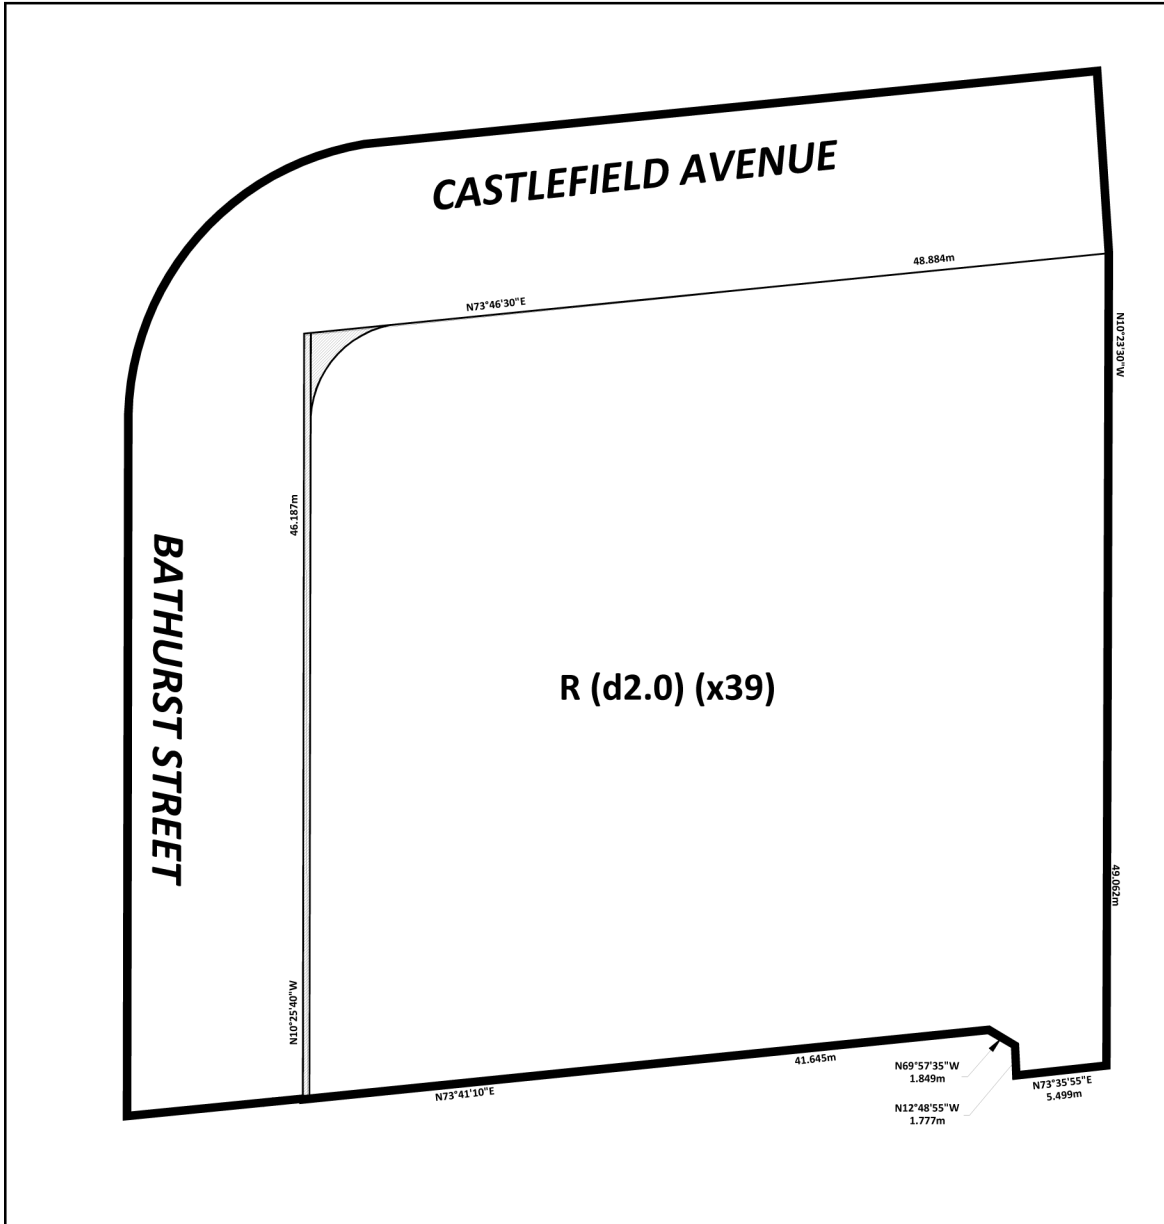 CASTLEFIELD AVENUE
48.884m
N73°46'30"E
N10°23'30"W
46.187m
BATHURST STREET
R (d2.0) (x39)
49.062m
N10°25'40"W
41.645m
N69°57'35"W
1.849m
N73°35'55"E
5.499m
N73°41'10"E
N12°48'55"W
1.777m